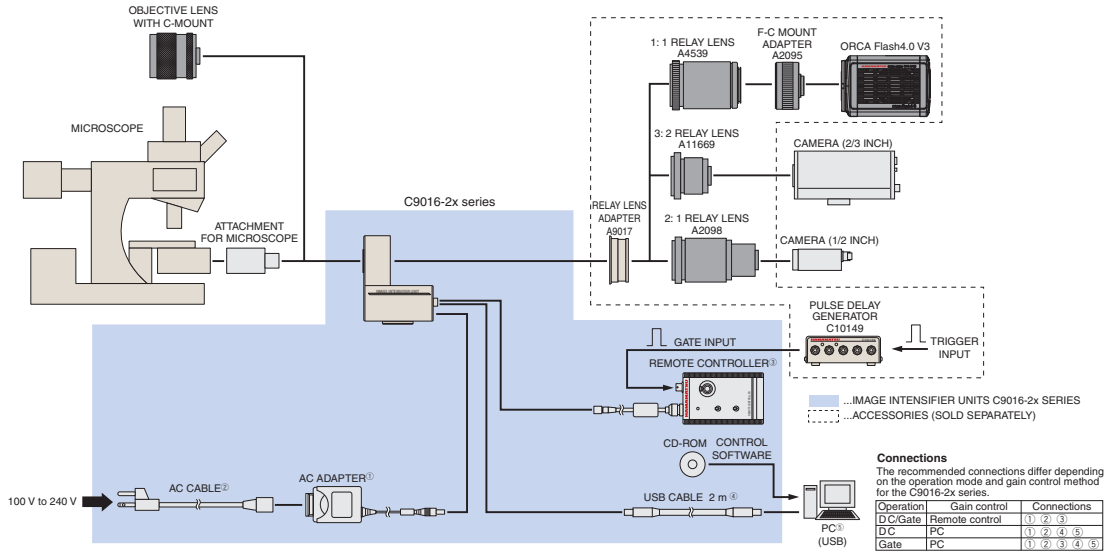 OBJECTIVE LENS
WITH C-MOUNT
MICROSCOPE
ATTACHMENT
FOR MICROSCOPE
C9016-2x series
1: 1 RELAY LENS
A4539
F-C MOUNT
ADAPTER
A2095
ORCA Flash4.0 V3
3: 2 RELAY LENS
A11669
CAMERA (2/3 INCH)
RELAY LENS
ADAPTER
A9017
2: 1 RELAY LENS
A2098
CAMERA (1/2 INCH)
PULSE DELAY
GENERATOR
C10149
TRIGGER
INPUT
GATE INPUT
REMOTE CONTROLLER③
...IMAGE INTENSIFIER UNITS C9016-2x SERIES
...ACCESSORIES (SOLD SEPARATELY)
CD-ROM
CONTROL
SOFTWARE
100 V to 240 V
AC CABLE②
AC ADAPTER①
USB CABLE 2 m④
PC⑤
(USB)
Connections
The recommended connections differ depending
on the operation mode and gain control method
for the C9016-2x series.
Operation Gain control Connections
DC/Gate Remote control ① ② ③
DC PC ① ② ④ ⑤
Gate PC ① ② ③ ④ ⑤